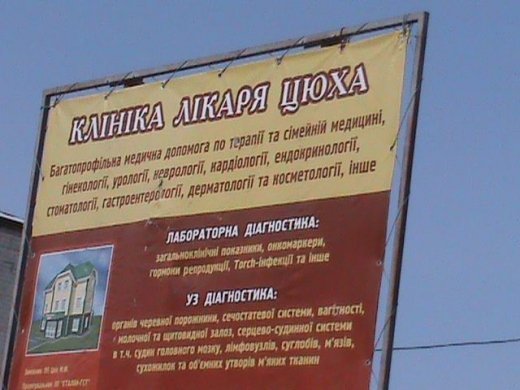 КЛІНІКА ЛІКАРЯ ЦЮХА
Багатопрофільна медична допомога по терапії та сімейній медицині,
гінекології, урології, неврології, кардіології, ендокринології,
стоматології, гастроентерології, дерматології та косметології, інше
ЛАБОРАТОРНА ДІАГНОСТИКА:
загальноклінічні показники, онкомаркери,
гормони репродукції, Torch-інфекції та інше
УЗ ДІАГНОСТИКА:
органів черевної порожнини, сечостатевої системи, вагітності,
молочної та щитовидної залоз, серцево-судинної системи
в т.ч. судин головного мозку, лімфовузлів, суглобів, м'язів,
сухожилок та об'ємних утворів м'яких тканин